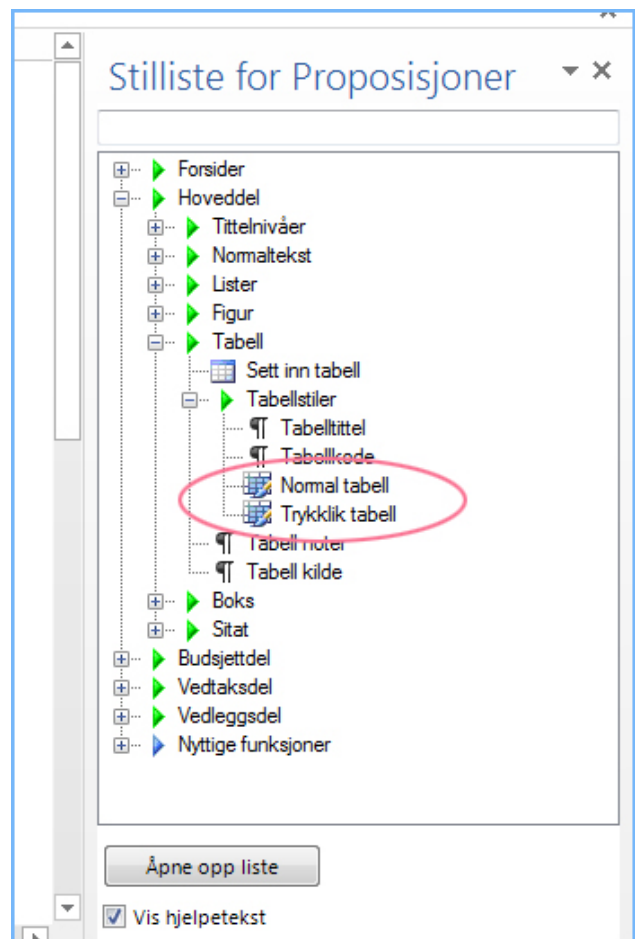 Stilliste for Proposisjoner
Forsider
Hoveddel
Tittelnivåer
Normaltekst
Lister
Figur
Tabell
Sett inn tabell
Tabellstiler
Tabelltittel
Tabellkode
Normal tabell
Trykklik tabell
Tabell noter
Tabell kilde
Boks
Sitat
Budsjettdel
Vedtaksdel
Vedleggsdel
Nyttige funksjoner
Åpne opp liste
Vis hjelpetekst